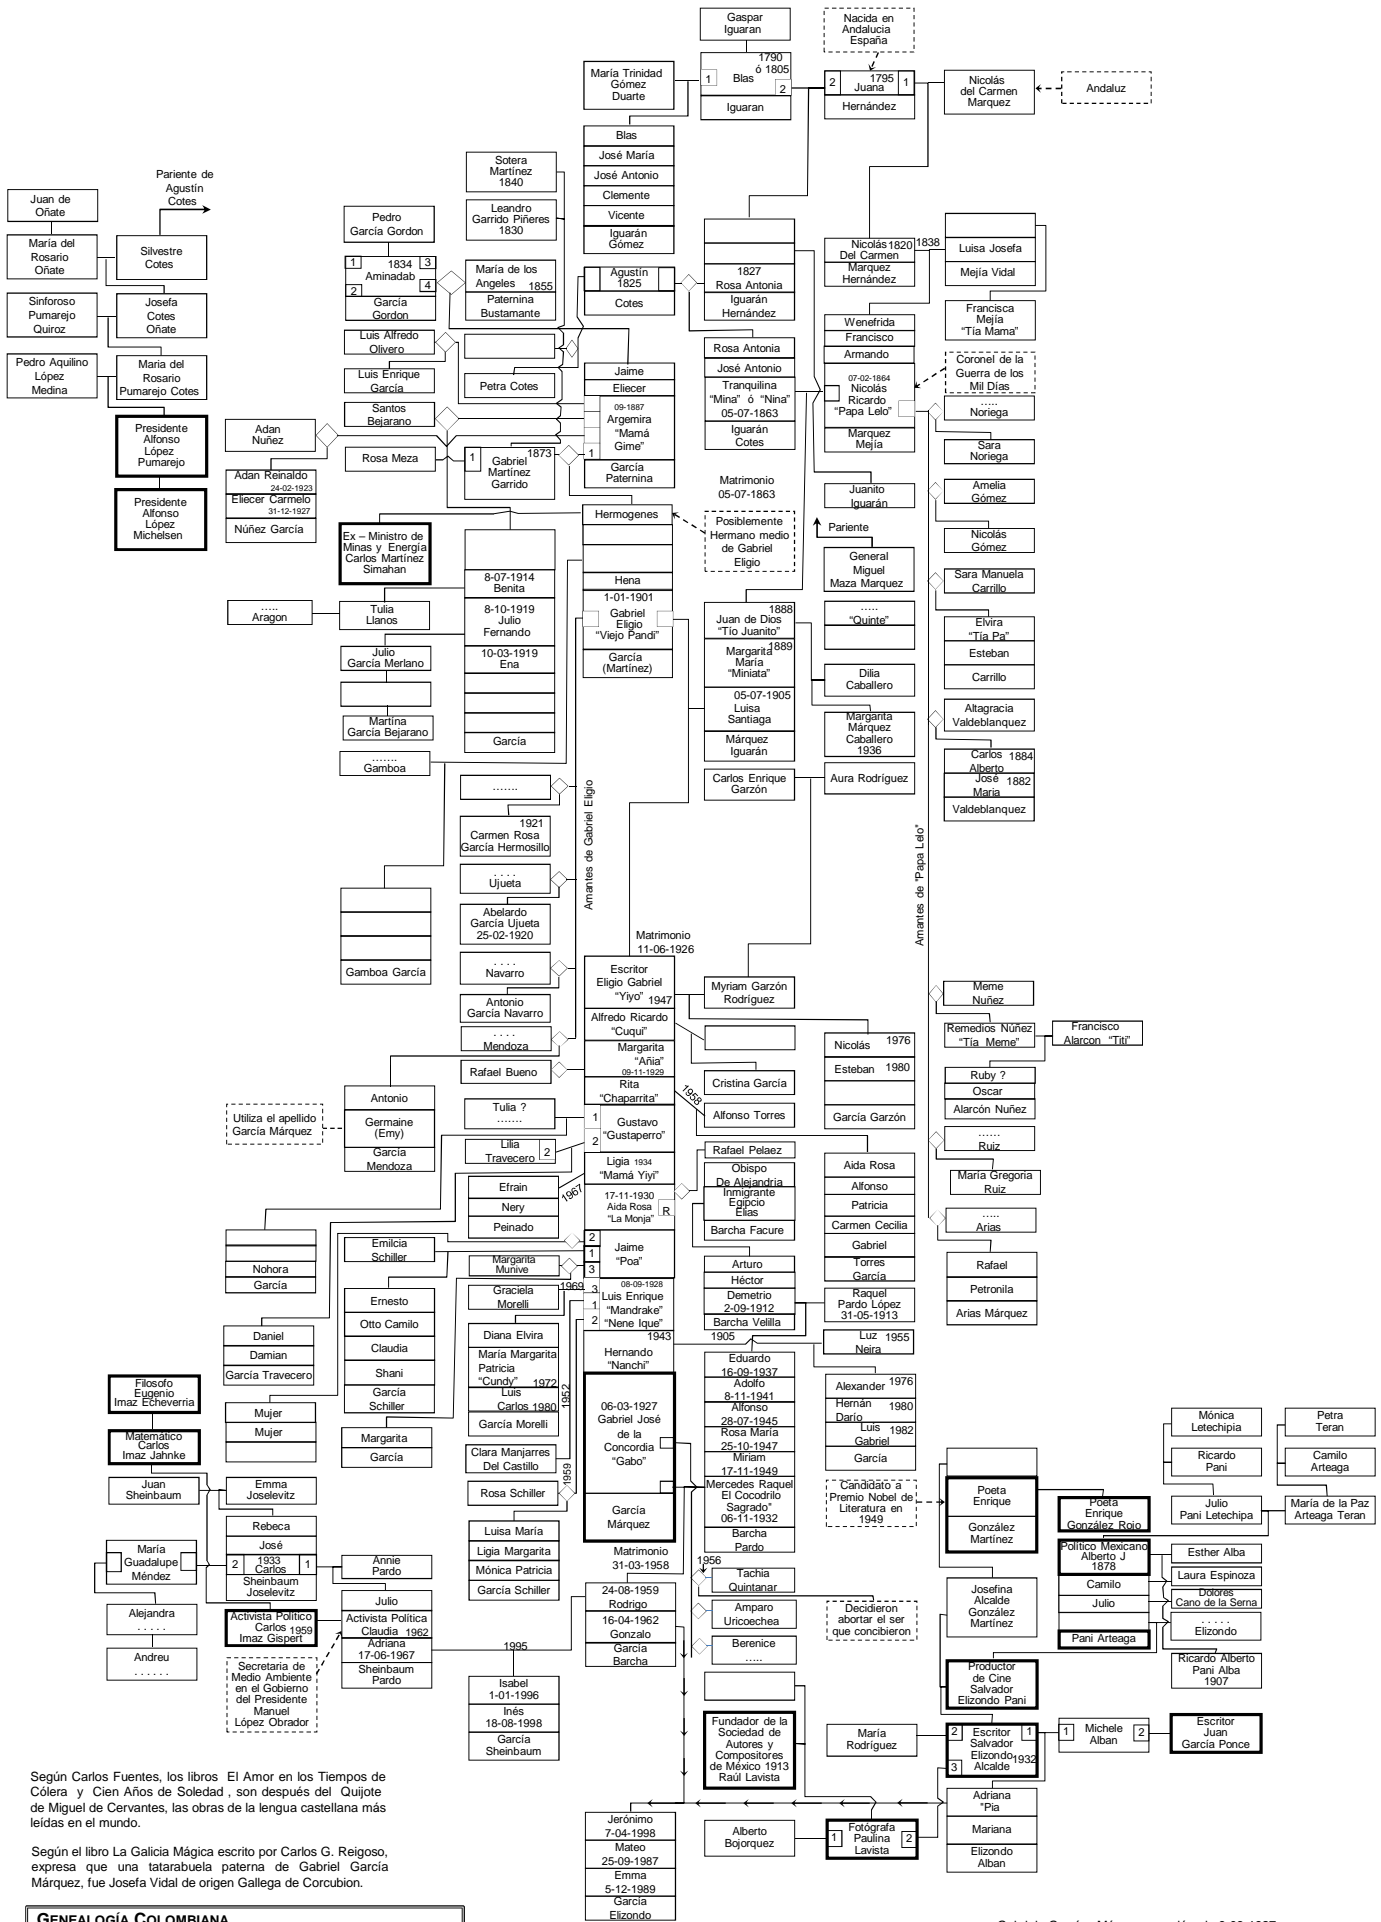 Gaspar
Iguaran
Nacida en
Andalucia
España
María Trinidad
Gómez
Duarte
1790
ó 1805
1
Blas
2
Iguaran
2
1795
1
Juana
Hernández
Nicolás
del Carmen
Marquez
Andaluz
Blas
José María
José Antonio
Clemente
Vicente
Iguarán
Gómez
Sotera
Martínez
1840
Leandro
Garrido Piñeres
1830
Pariente de
Agustín
Cotes
Juan de
Oñate
María del
Rosario
Oñate
Silvestre
Cotes
Sinforoso
Pumarejo
Quiroz
Josefa
Cotes
Oñate
Pedro Aquilino
López
Medina
Maria del
Rosario
Pumarejo Cotes
Presidente
Alfonso
López
Pumarejo
Presidente
Alfonso
López
Michelsen
Pedro
García Gordon
1
1834
3
Aminadab
2
4
García
Gordon
María de los
Angeles 1855
Paternina
Bustamante
Agustín
1825
Cotes
1827
Rosa Antonia
Iguarán
Hernández
Nicolás 1820
Del Carmen
Marquez
Hernández
1838
Luisa Josefa
Mejía Vidal
Francisca
Mejía
“Tía Mama”
Luis Alfredo
Olivero
Luis Enrique
García
Petra Cotes
Santos
Bejarano
Adan
Nuñez
Rosa Meza
Adan Reinaldo
24-02-1923
Eliecer Carmelo
31-12-1927
Núñez García
1
1873
Gabriel
Martínez
Garrido
Jaime
Eliecer
09-1887
Argemira
“Mamá
Gime”
1
García
Paternina
Rosa Antonia
José Antonio
Tranquilina
“Mina” ó “Nina”
05-07-1863
Iguarán
Cotes
Matrimonio
05-07-1863
Wenefrida
Francisco
Armando
07-02-1864
Nicolás
Ricardo
“Papa Lelo”
Marquez
Mejía
Coronel de la
Guerra de los
Mil Días
.....
Noriega
Sara
Noriega
Amelia
Gómez
Nicolás
Gómez
Juanito
Iguarán
Pariente
General
Miguel
Maza Marquez
Sara Manuela
Carrillo
Elvira
“Tía Pa”
Esteban
Carrillo
.....
“Quinte”
Ex – Ministro de
Minas y Energía
Carlos Martínez
Simahan
Hermogenes
Hena
1-01-1901
Gabriel
Eligio
“Viejo Pandi”
García
(Martínez)
Posiblemente
Hermano medio
de Gabriel
Eligio
8-07-1914
Benita
8-10-1919
Julio
Fernando
10-03-1919
Ena
García
.....
Aragon
Tulia
Llanos
Julio
García Merlano
Martína
García Bejarano
.......
Gamboa
Gamboa García
1888
Juan de Dios
“Tío Juanito”
Margarita
1889
María
“Miniata”
05-07-1905
Luisa
Santiaga
Márquez
Iguarán
Dilia
Caballero
Margarita
Márquez
Caballero
1936
Altagracia
Valdeblanquez
Carlos 1884
Alberto
José 1882
Maria
Valdeblanquez
Carlos Enrique
Garzón
Aura Rodríguez
.......
1921
Carmen Rosa
García Hermosillo
. . . .
Ujueta
Abelardo
García Ujueta
25-02-1920
. . . .
Navarro
Antonio
García Navarro
. . . .
Mendoza
Amantes de Gabriel Eligio
Amantes de “Papa Lelo”
Matrimonio
11-06-1926
Escritor
Eligio Gabriel
“Yiyo” 1947
Alfredo Ricardo
“Cuqui”
Margarita
“Añia”
09-11-1929
Rita
“Chaparrita”
1
Gustavo
2
“Gustaperro”
Ligia 1934
“Mamá Yiyi”
17-11-1930
Aida Rosa
“La Monja”
R
2
1
Jaime
“Poa”
3
08-09-1928
3
Luis Enrique
1
“Mandrake”
2
“Nene Ique”
1943
Hernando
“Nanchi”
06-03-1927
Gabriel José
de la
Concordia
“Gabo”
García
Márquez
Myriam Garzón
Rodríguez
Nicolás 1976
Esteban 1980
García Garzón
Cristina García
1958
Alfonso Torres
Rafael Bueno
Antonio
Germaine
(Emy)
García
Mendoza
Utiliza el apellido
García Márquez
Tulia ?
.......
Lilia
Travecero
2
Efrain
Nery
Peinado
1967
Meme
Nuñez
Remedios Núñez
“Tía Meme”
Francisco
Alarcon “Titi”
Ruby ?
Oscar
Alarcón Nuñez
......
Ruiz
María Gregoria
Ruiz
.....
Arias
Rafael
Petronila
Arias Márquez
Rafael Pelaez
Obispo
De Alejandria
Inmigrante
Egipcio
Elias
Barcha Facure
Aida Rosa
Alfonso
Patricia
Carmen Cecilia
Gabriel
Torres
García
Nohora
García
Emilcia
Schiller
Margarita
Munive
Graciela
Morelli
1969
Arturo
Héctor
Demetrio
2-09-1912
Barcha Velilla
Raquel
Pardo López
31-05-1913
Ernesto
Otto Camilo
Claudia
Shani
García
Schiller
Daniel
Damian
García Travecero
Diana Elvira
María Margarita
Patricia
“Cundy” 1972
Luis
Carlos 1980
García Morelli
1952
1905
Luz 1955
Neira
Eduardo
16-09-1937
Adolfo
8-11-1941
Alfonso
28-07-1945
Rosa María
25-10-1947
Miriam
17-11-1949
Mercedes Raquel
El Cocodrilo
Sagrado”
06-11-1932
Barcha
Pardo
Alexander 1976
Hernán 1980
Darío
Luis 1982
Gabriel
García
Filosofo
Eugenio
Imaz Echeverria
Matemático
Carlos
Imaz Jahnke
Mujer
Mujer
Margarita
García
Clara Manjarres
Del Castillo
Rosa Schiller
1959
Juan
Sheinbaum
Emma
Joselevitz
Luisa María
Ligia Margarita
Mónica Patricia
García Schiller
Candidato a
Premio Nobel de
Literatura en
1949
Poeta
Enrique
González
Martínez
Poeta
Enrique
González Rojo
Mónica
Letechipia
Ricardo
Pani
Julio
Pani Letechipa
Petra
Teran
Camilo
Arteaga
María de la Paz
Arteaga Teran
Rebeca
José
2
1933
1
Carlos
Sheinbaum
Joselevitz
María
Guadalupe
Méndez
Annie
Pardo
Alejandra
. . . . .
Andreu
. . . . . .
Activista Politico
Carlos 1959
Imaz Gispert
Julio
Activista Política
Claudia 1962
Adriana
17-06-1967
Sheinbaum
Pardo
Secretaria de
Medio Ambiente
en el Gobierno
del Presidente
Manuel
López Obrador
1995
Isabel
1-01-1996
Inés
18-08-1998
García
Sheinbaum
Matrimonio
31-03-1958
24-08-1959
Rodrigo
16-04-1962
Gonzalo
García
Barcha
1956
Tachia
Quintanar
Amparo
Uricoechea
Berenice
.....
Decidieron
abortar el ser
que concibieron
Josefina
Alcalde
González
Martínez
Político Mexicano
Alberto J
1878
Camilo
Julio
Pani Arteaga
Esther Alba
Laura Espinoza
Dolores
Cano de la Serna
. . . . .
Elizondo
Ricardo Alberto
Pani Alba
1907
Productor
de Cine
Salvador
Elizondo Pani
Fundador de la
Sociedad de
Autores y
Compositores
de México 1913
Raúl Lavista
María
Rodríguez
2
Escritor
1
Salvador
Elizondo
1932
3
Alcalde
1
Michele
Alban
2
Escritor
Juan
García Ponce
Adriana
“Pia
Mariana
Elizondo
Alban
Alberto
Bojorquez
1
Fotógrafa
Paulina
Lavista
2
Jerónimo
7-04-1998
Mateo
25-09-1987
Emma
5-12-1989
García
Elizondo
Según Carlos Fuentes, los libros El Amor en los Tiempos de
Cólera y Cien Años de Soledad , son después del Quijote
de Miguel de Cervantes, las obras de la lengua castellana más
leídas en el mundo.
Según el libro La Galicia Mágica escrito por Carlos G. Reigoso,
expresa que una tatarabuela paterna de Gabriel García
Márquez, fue Josefa Vidal de origen Gallega de Corcubion.
GENEALOGÍA COLOMBIANA